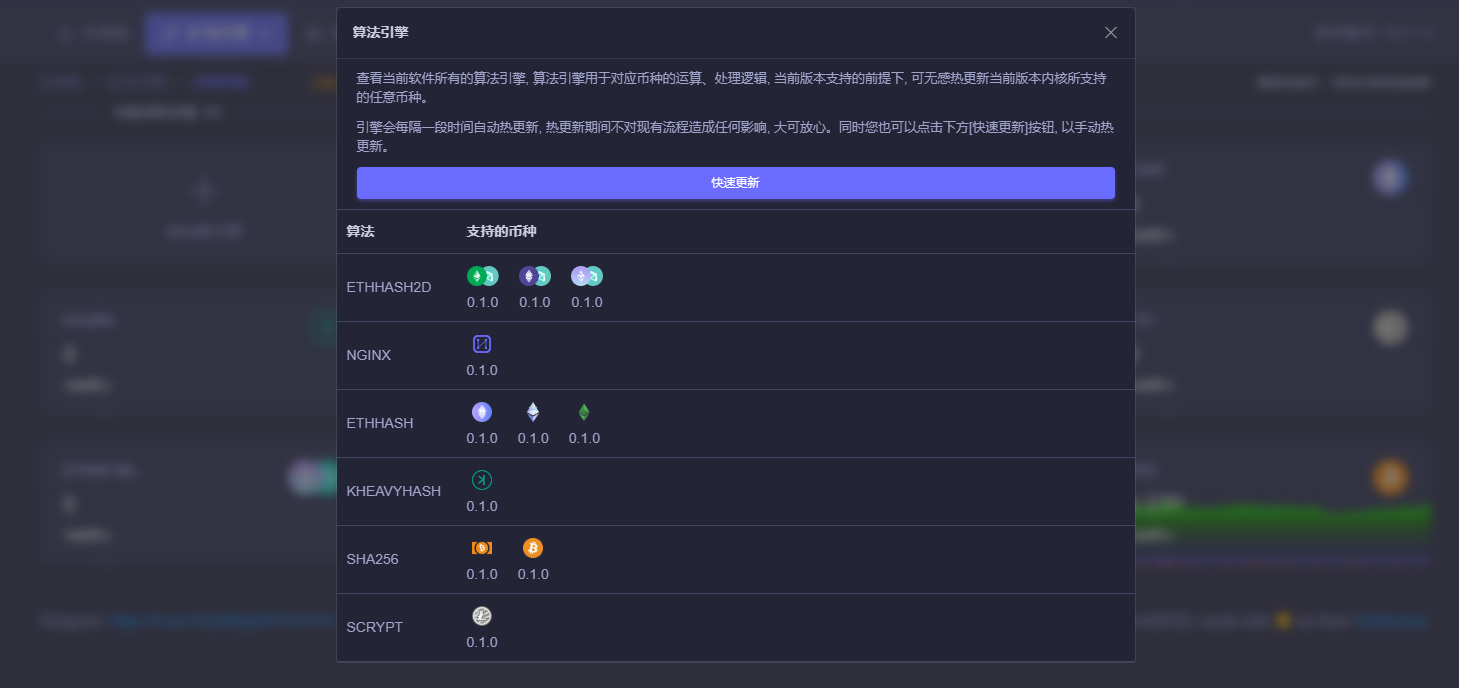 算法引擎
查看当前软件所有的算法引擎, 算法引擎用于对应币种的运算、处理逻辑, 当前版本支持的前提下, 可无感热更新当前版本内核所支持
的任意币种。
引擎会每隔一段时间自动热更新, 热更新期间不对现有流程造成任何影响, 大可放心。同时您也可以点击下方[快速更新]按钮, 以手动热
更新。
快速更新
算法 支持的币种
ETHHASH2D
0.1.0 0.1.0 0.1.0
NGINX
0.1.0
ETHHASH
0.1.0 0.1.0 0.1.0
KHEAVYHASH
0.1.0
SHA256
0.1.0 0.1.0
SCRYPT
0.1.0